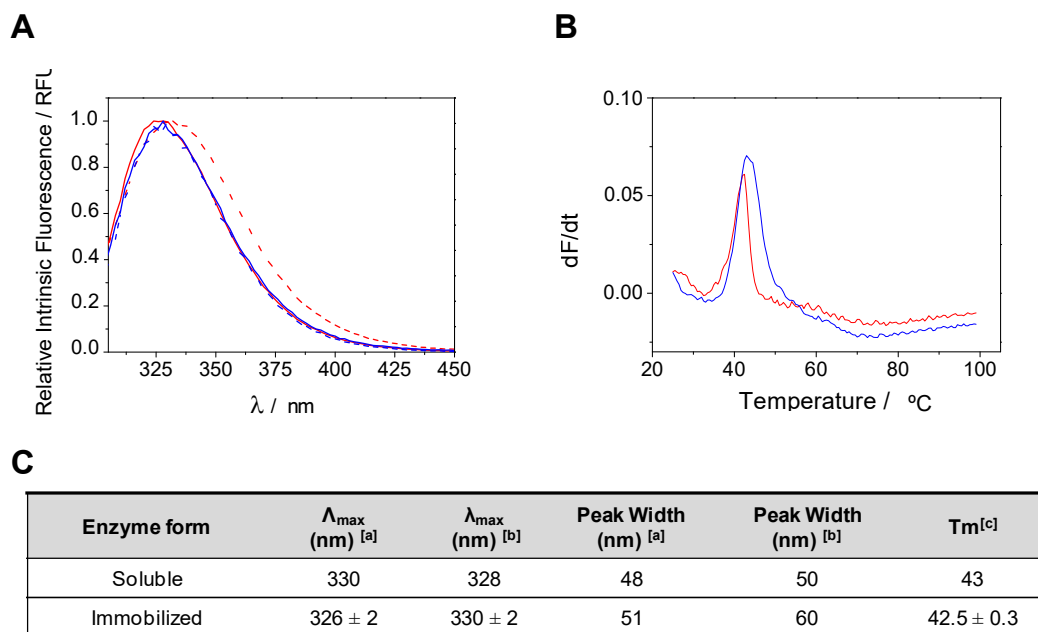 A
B
Relative Intrinsic Fluorescence / RFU
1.0
0.8
0.6
0.4
0.2
0.0
325 350 375 400 425 450
λ / nm
dF/dt
0.10
0.05
0.00
20 40 60 80 100
Temperature / ºC
C
Enzyme form Λmax (nm) [a] λmax (nm) [b] Peak Width (nm) [a] Peak Width (nm) [b] Tm[c]
Soluble 330 328 48 50 43
Immobilized 326 ± 2 330 ± 2 51 60 42.5 ± 0.3